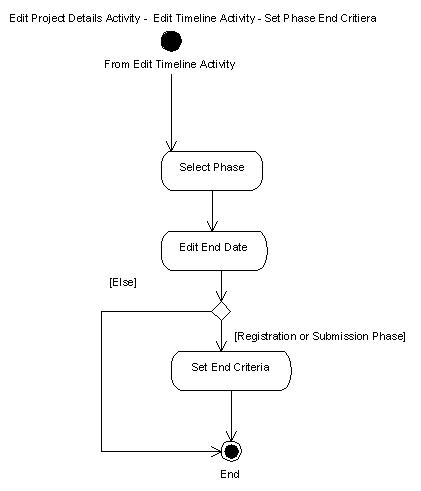 Edit Project Details Activity - Edit Timeline Activity - Set Phase End Critiera
From Edit Timeline Activity
Select Phase
Edit End Date
[Else]
[Registration or Submission Phase]
Set End Criteria
End